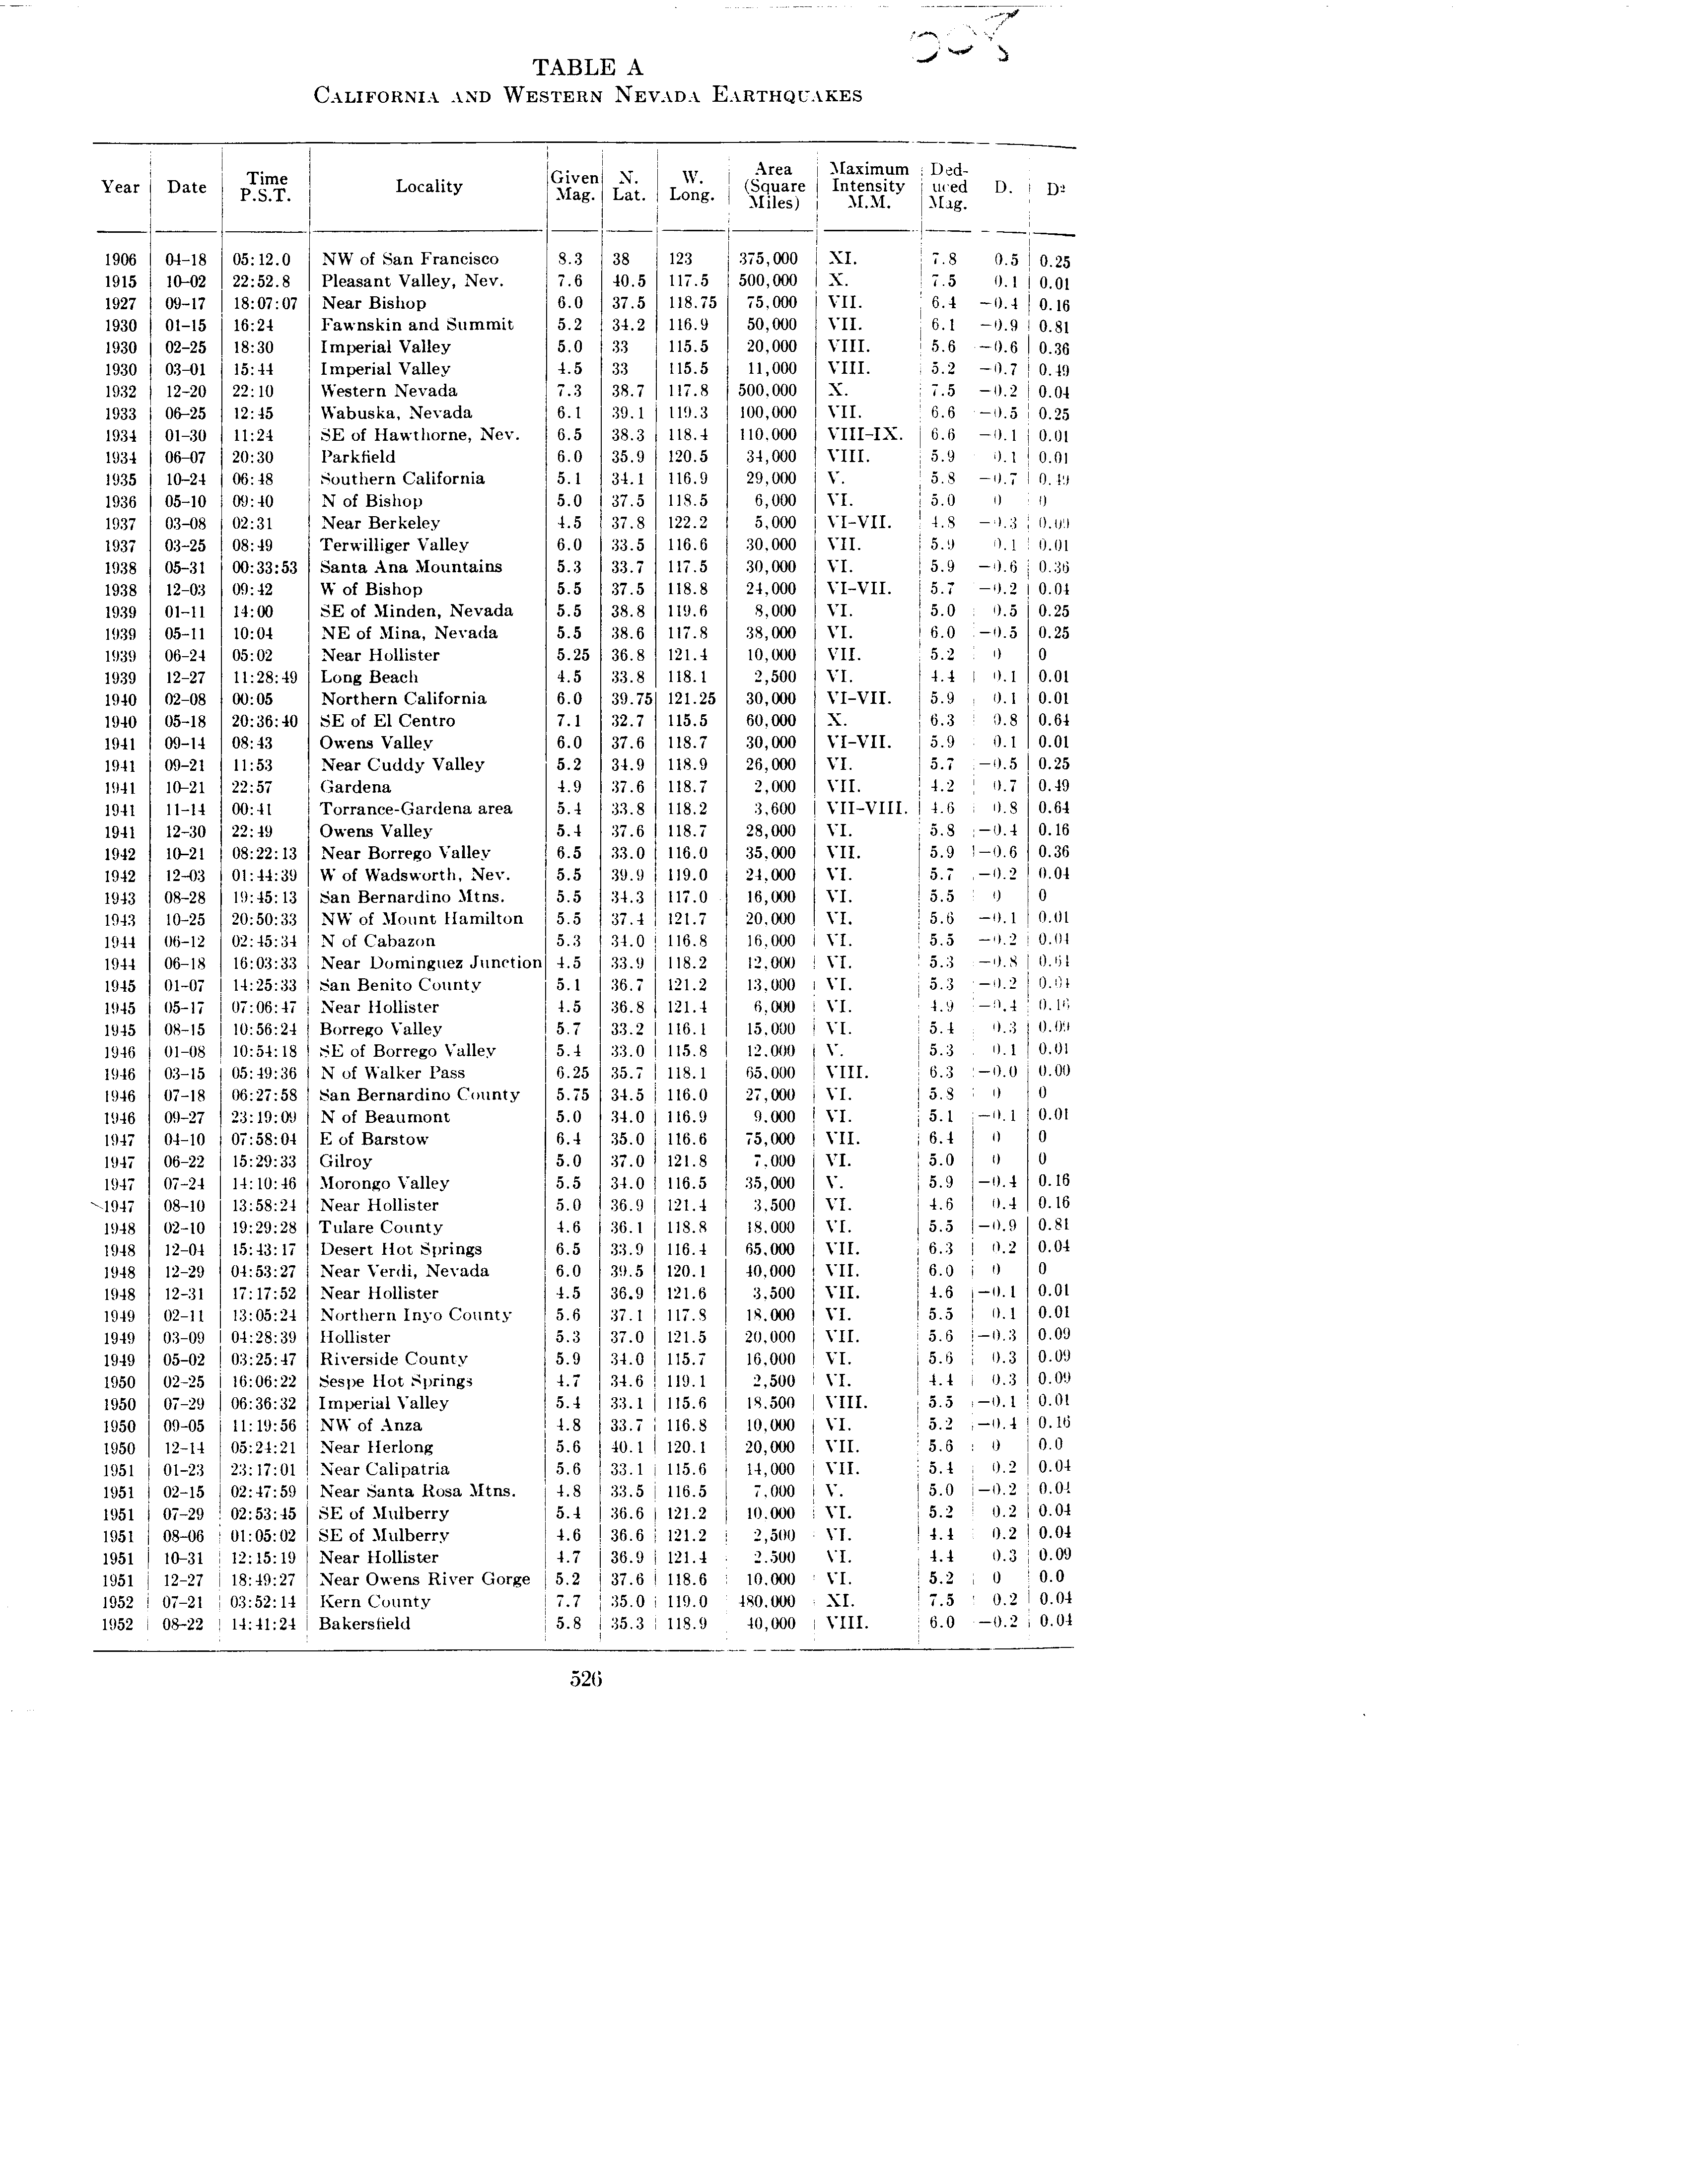 TABLE A
CALIFORNIA AND WESTERN NEVADA EARTHQUAKES
Year Date Time P.S.T. Locality Given Mag. N. Lat. W. Long. Area (Square Miles) Maximum Intensity M.M. Ded-uced Mag. D. D²
1906 04-18 05:12.0 NW of San Francisco 8.3 38 123 375,000 XI. 7.8 0.5 0.25
1915 10-02 22:52.8 Pleasant Valley, Nev. 7.6 40.5 117.5 500,000 X. 7.5 0.1 0.01
1927 09-17 18:07:07 Near Bishop 6.0 37.5 118.75 75,000 VII. 6.4 -0.4 0.16
1930 01-15 16:24 Fawnskin and Summit 5.2 34.2 116.9 50,000 VII. 6.1 -0.9 0.81
1930 02-25 18:30 Imperial Valley 5.0 33 115.5 20,000 VIII. 5.6 -0.6 0.36
1930 03-01 15:44 Imperial Valley 4.5 33 115.5 11,000 VIII. 5.2 -0.7 0.49
1932 12-20 22:10 Western Nevada 7.3 38.7 117.8 500,000 X. 7.5 -0.2 0.04
1933 06-25 12:45 Wabuska, Nevada 6.1 39.1 119.3 100,000 VII. 6.6 -0.5 0.25
1934 01-30 11:24 SE of Hawthorne, Nev. 6.5 38.3 118.4 110,000 VIII-IX. 6.6 -0.1 0.01
1934 06-07 20:30 Parkfield 6.0 35.9 120.5 34,000 VIII. 5.9 0.1 0.01
1935 10-24 06:48 Southern California 5.1 34.1 116.9 29,000 V. 5.8 -0.7 0.49
1936 05-10 09:40 N of Bishop 5.0 37.5 118.5 6,000 VI. 5.0 0 0
1937 03-08 02:31 Near Berkeley 4.5 37.8 122.2 5,000 VI-VII. 4.8 -0.3 0.09
1937 03-25 08:49 Terwilliger Valley 6.0 33.5 116.6 30,000 VII. 5.9 0.1 0.01
1938 05-31 00:33:53 Santa Ana Mountains 5.3 33.7 117.5 30,000 VI. 5.9 -0.6 0.36
1938 12-03 09:42 W of Bishop 5.5 37.5 118.8 24,000 VI-VII. 5.7 -0.2 0.04
1939 01-11 14:00 SE of Minden, Nevada 5.5 38.8 119.6 8,000 VI. 5.0 0.5 0.25
1939 05-11 10:04 NE of Mina, Nevada 5.5 38.6 117.8 38,000 VI. 6.0 -0.5 0.25
1939 06-24 05:02 Near Hollister 5.25 36.8 121.4 10,000 VII. 5.2 0 0
1939 12-27 11:28:49 Long Beach 4.5 33.8 118.1 2,500 VI. 4.4 0.1 0.01
1940 02-08 00:05 Northern California 6.0 39.75 121.25 30,000 VI-VII. 5.9 0.1 0.01
1940 05-18 20:36:40 SE of El Centro 7.1 32.7 115.5 60,000 X. 6.3 0.8 0.64
1941 09-14 08:43 Owens Valley 6.0 37.6 118.7 30,000 VI-VII. 5.9 0.1 0.01
1941 09-21 11:53 Near Cuddy Valley 5.2 34.9 118.9 26,000 VI. 5.7 -0.5 0.25
1941 10-21 22:57 Gardena 4.9 37.6 118.7 2,000 VII. 4.2 0.7 0.49
1941 11-14 00:41 Torrance-Gardena area 5.4 33.8 118.2 3,600 VII-VIII. 4.6 0.8 0.64
1941 12-30 22:49 Owens Valley 5.4 37.6 118.7 28,000 VI. 5.8 -0.4 0.16
1942 10-21 08:22:13 Near Borrego Valley 6.5 33.0 116.0 35,000 VII. 5.9 -0.6 0.36
1942 12-03 01:44:39 W of Wadsworth, Nev. 5.5 39.9 119.0 24,000 VI. 5.7 -0.2 0.04
1943 08-28 19:45:13 San Bernardino Mtns. 5.5 34.3 117.0 16,000 VI. 5.5 0 0
1943 10-25 20:50:33 NW of Mount Hamilton 5.5 37.4 121.7 20,000 VI. 5.6 -0.1 0.01
1944 06-12 02:45:34 N of Cabazon 5.3 34.0 116.8 16,000 VI. 5.5 -0.2 0.04
1944 06-18 16:03:33 Near Dominguez Junction 4.5 33.9 118.2 12,000 VI. 5.3 -0.8 0.64
1945 01-07 14:25:33 San Benito County 5.1 36.7 121.2 13,000 VI. 5.3 -0.2 0.04
1945 05-17 07:06:47 Near Hollister 4.5 36.8 121.4 6,000 VI. 4.9 -0.4 0.16
1945 08-15 10:56:24 Borrego Valley 5.7 33.2 116.1 15,000 VI. 5.4 0.3 0.09
1946 01-08 10:54:18 SE of Borrego Valley 5.4 33.0 115.8 12,000 V. 5.3 0.1 0.01
1946 03-15 05:49:36 N of Walker Pass 6.25 35.7 118.1 65,000 VIII. 6.3 -0.0 0.00
1946 07-18 06:27:58 San Bernardino County 5.75 34.5 116.0 27,000 VI. 5.8 0 0
1946 09-27 23:19:09 N of Beaumont 5.0 34.0 116.9 9,000 VI. 5.1 -0.1 0.01
1947 04-10 07:58:04 E of Barstow 6.4 35.0 116.6 75,000 VII. 6.4 0 0
1947 06-22 15:29:33 Gilroy 5.0 37.0 121.8 7,000 VI. 5.0 0 0
1947 07-24 14:10:46 Morongo Valley 5.5 34.0 116.5 35,000 V. 5.9 -0.4 0.16
1947 08-10 13:58:24 Near Hollister 5.0 36.9 121.4 3,500 VI. 4.6 0.4 0.16
1948 02-10 19:29:28 Tulare County 4.6 36.1 118.8 18,000 VI. 5.5 -0.9 0.81
1948 12-04 15:43:17 Desert Hot Springs 6.5 33.9 116.4 65,000 VII. 6.3 0.2 0.04
1948 12-29 04:53:27 Near Verdi, Nevada 6.0 39.5 120.1 40,000 VII. 6.0 0 0
1948 12-31 17:17:52 Near Hollister 4.5 36.9 121.6 3,500 VII. 4.6 -0.1 0.01
1949 02-11 13:05:24 Northern Inyo County 5.6 37.1 117.8 18,000 VI. 5.5 0.1 0.01
1949 03-09 04:28:39 Hollister 5.3 37.0 121.5 20,000 VII. 5.6 -0.3 0.09
1949 05-02 03:25:47 Riverside County 5.9 34.0 115.7 16,000 VI. 5.6 0.3 0.09
1950 02-25 16:06:22 Sespe Hot Springs 4.7 34.6 119.1 2,500 VI. 4.4 0.3 0.09
1950 07-29 06:36:32 Imperial Valley 5.4 33.1 115.6 18,500 VIII. 5.5 -0.1 0.01
1950 09-05 11:19:56 NW of Anza 4.8 33.7 116.8 10,000 VI. 5.2 -0.4 0.16
1950 12-14 05:24:21 Near Herlong 5.6 40.1 120.1 20,000 VII. 5.6 0 0.0
1951 01-23 23:17:01 Near Calipatria 5.6 33.1 115.6 14,000 VII. 5.4 0.2 0.04
1951 02-15 02:47:59 Near Santa Rosa Mtns. 4.8 33.5 116.5 7,000 V. 5.0 -0.2 0.04
1951 07-29 02:53:45 SE of Mulberry 5.4 36.6 121.2 10,000 VI. 5.2 0.2 0.04
1951 08-06 01:05:02 SE of Mulberry 4.6 36.6 121.2 2,500 VI. 4.4 0.2 0.04
1951 10-31 12:15:19 Near Hollister 4.7 36.9 121.4 2,500 VI. 4.4 0.3 0.09
1951 12-27 18:49:27 Near Owens River Gorge 5.2 37.6 118.6 10,000 VI. 5.2 0 0.0
1952 07-21 03:52:14 Kern County 7.7 35.0 119.0 480,000 XI. 7.5 0.2 0.04
1952 08-22 14:41:24 Bakersfield 5.8 35.3 118.9 40,000 VIII. 6.0 -0.2 0.04
526